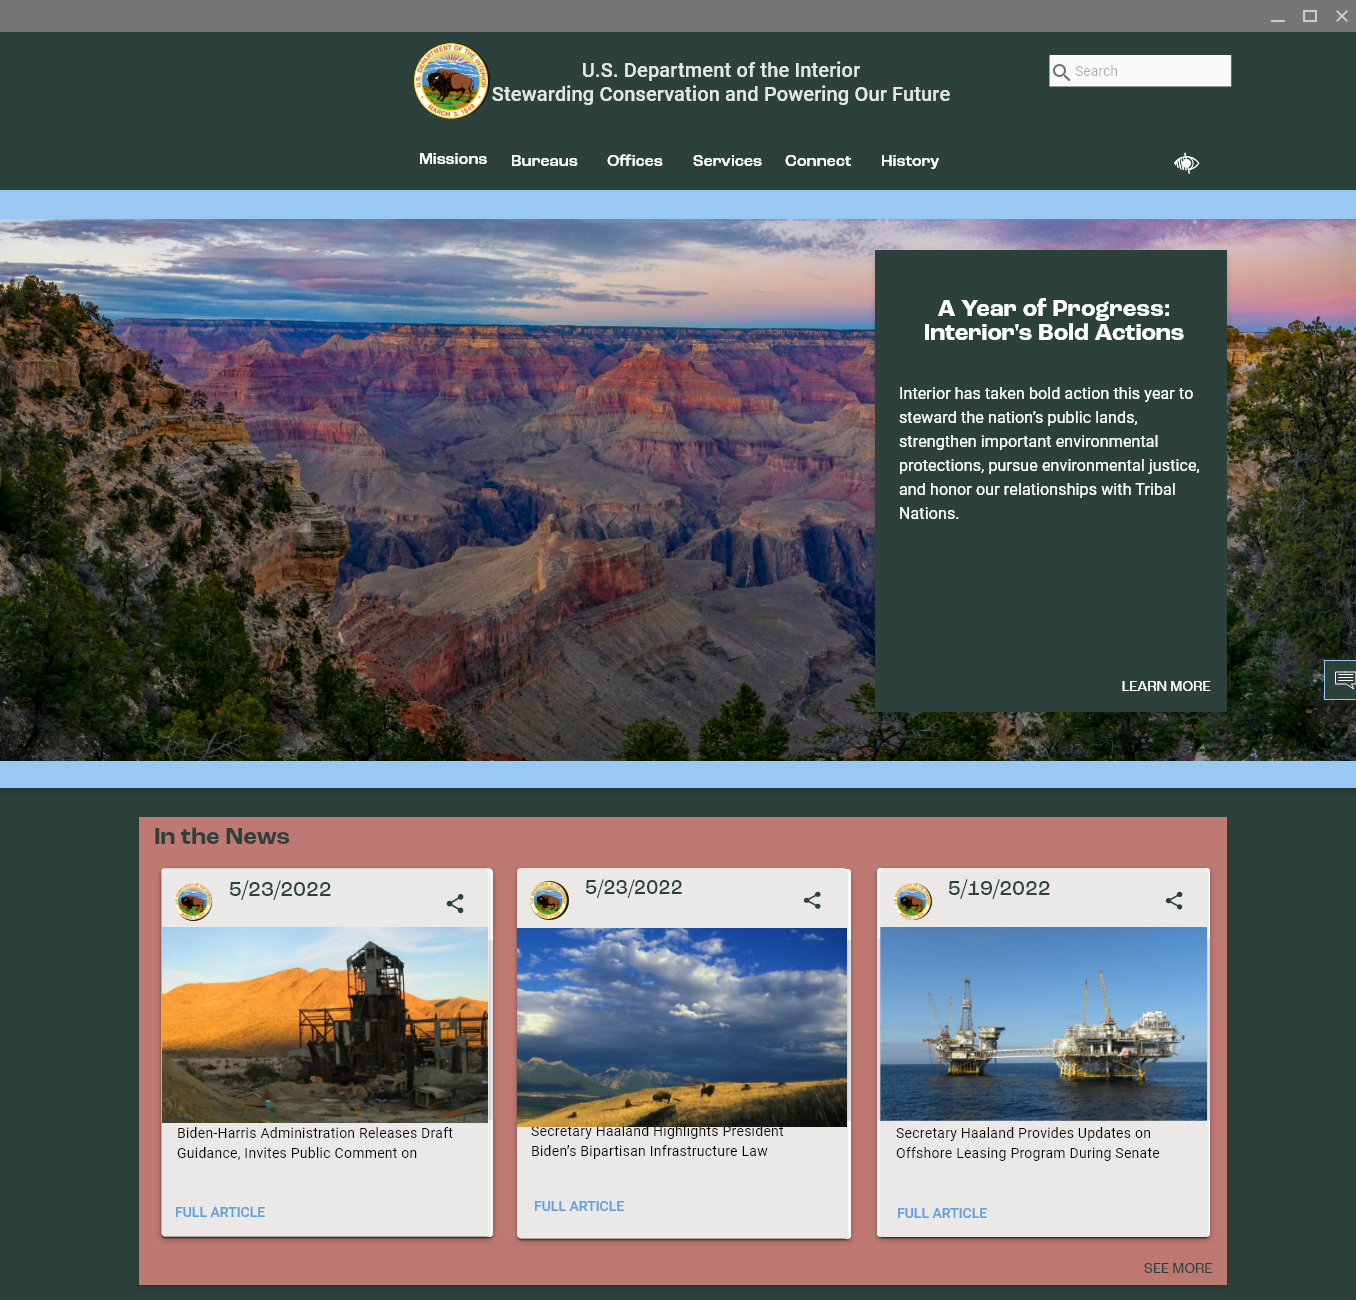 U.S. DEPARTMENT OF THE INTERIOR
MARCH 3, 1849
U.S. Department of the Interior
Stewarding Conservation and Powering Our Future
Search
Missions Bureaus Offices Services Connect History
A Year of Progress:
Interior's Bold Actions
Interior has taken bold action this year to
steward the nation’s public lands,
strengthen important environmental
protections, pursue environmental justice,
and honor our relationships with Tribal
Nations.
LEARN MORE
In the News
5/23/2022
Biden-Harris Administration Releases Draft
Guidance, Invites Public Comment on
FULL ARTICLE
5/23/2022
Secretary Haaland Highlights President
Biden’s Bipartisan Infrastructure Law
FULL ARTICLE
5/19/2022
Secretary Haaland Provides Updates on
Offshore Leasing Program During Senate
FULL ARTICLE
SEE MORE